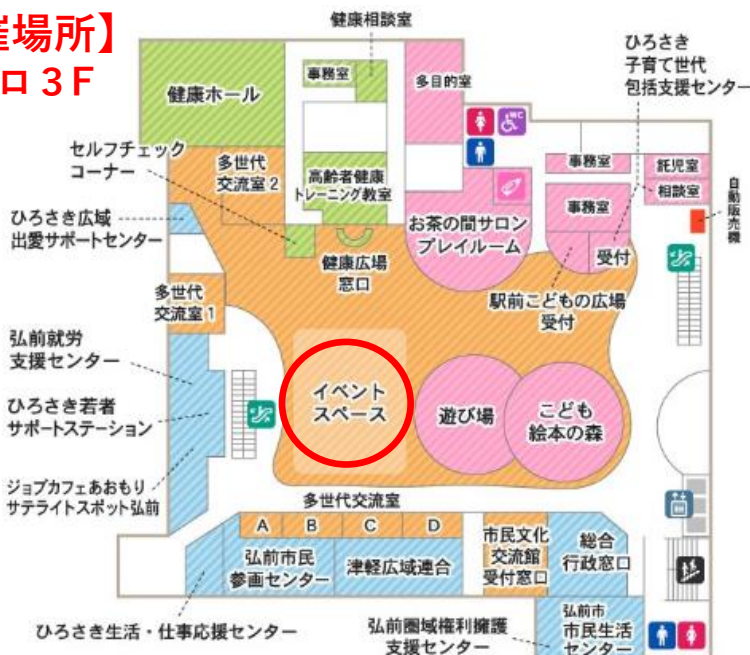 催場所】
ロ 3F
健康相談室
ひろさき
子育て世代
包括支援センター
健康ホール
事務室
多目的室
WC
セルフチェック
コーナー
多世代
交流室2
高齢者健康
トレーニング教室
事務室
託児室
相談室
自動販売機
事務室
ひろさき広域
出愛サポートセンター
お茶の間サロン
プレイルーム
受付
健康広場
窓口
駅前こどもの広場
受付
多世代
交流室1
弘前就労
支援センター
イベント
スペース
遊び場
こども
絵本の森
ひろさき若者
サポートステーション
ジョブカフェあおもり
サテライトスポット弘前
多世代交流室
A B C D
弘前市民
参画センター
津軽広域連合
市民文化
交流館
受付窓口
総合
行政窓口
ひろさき生活・仕事応援センター
弘前圏域権利擁護
支援センター
弘前市
市民生活
センター